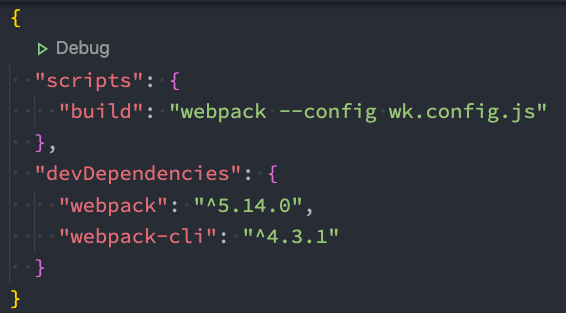 {
Debug
"scripts": {
"build": "webpack --config wk.config.js"
},
"devDependencies": {
"webpack": "^5.14.0",
"webpack-cli": "^4.3.1"
}
}